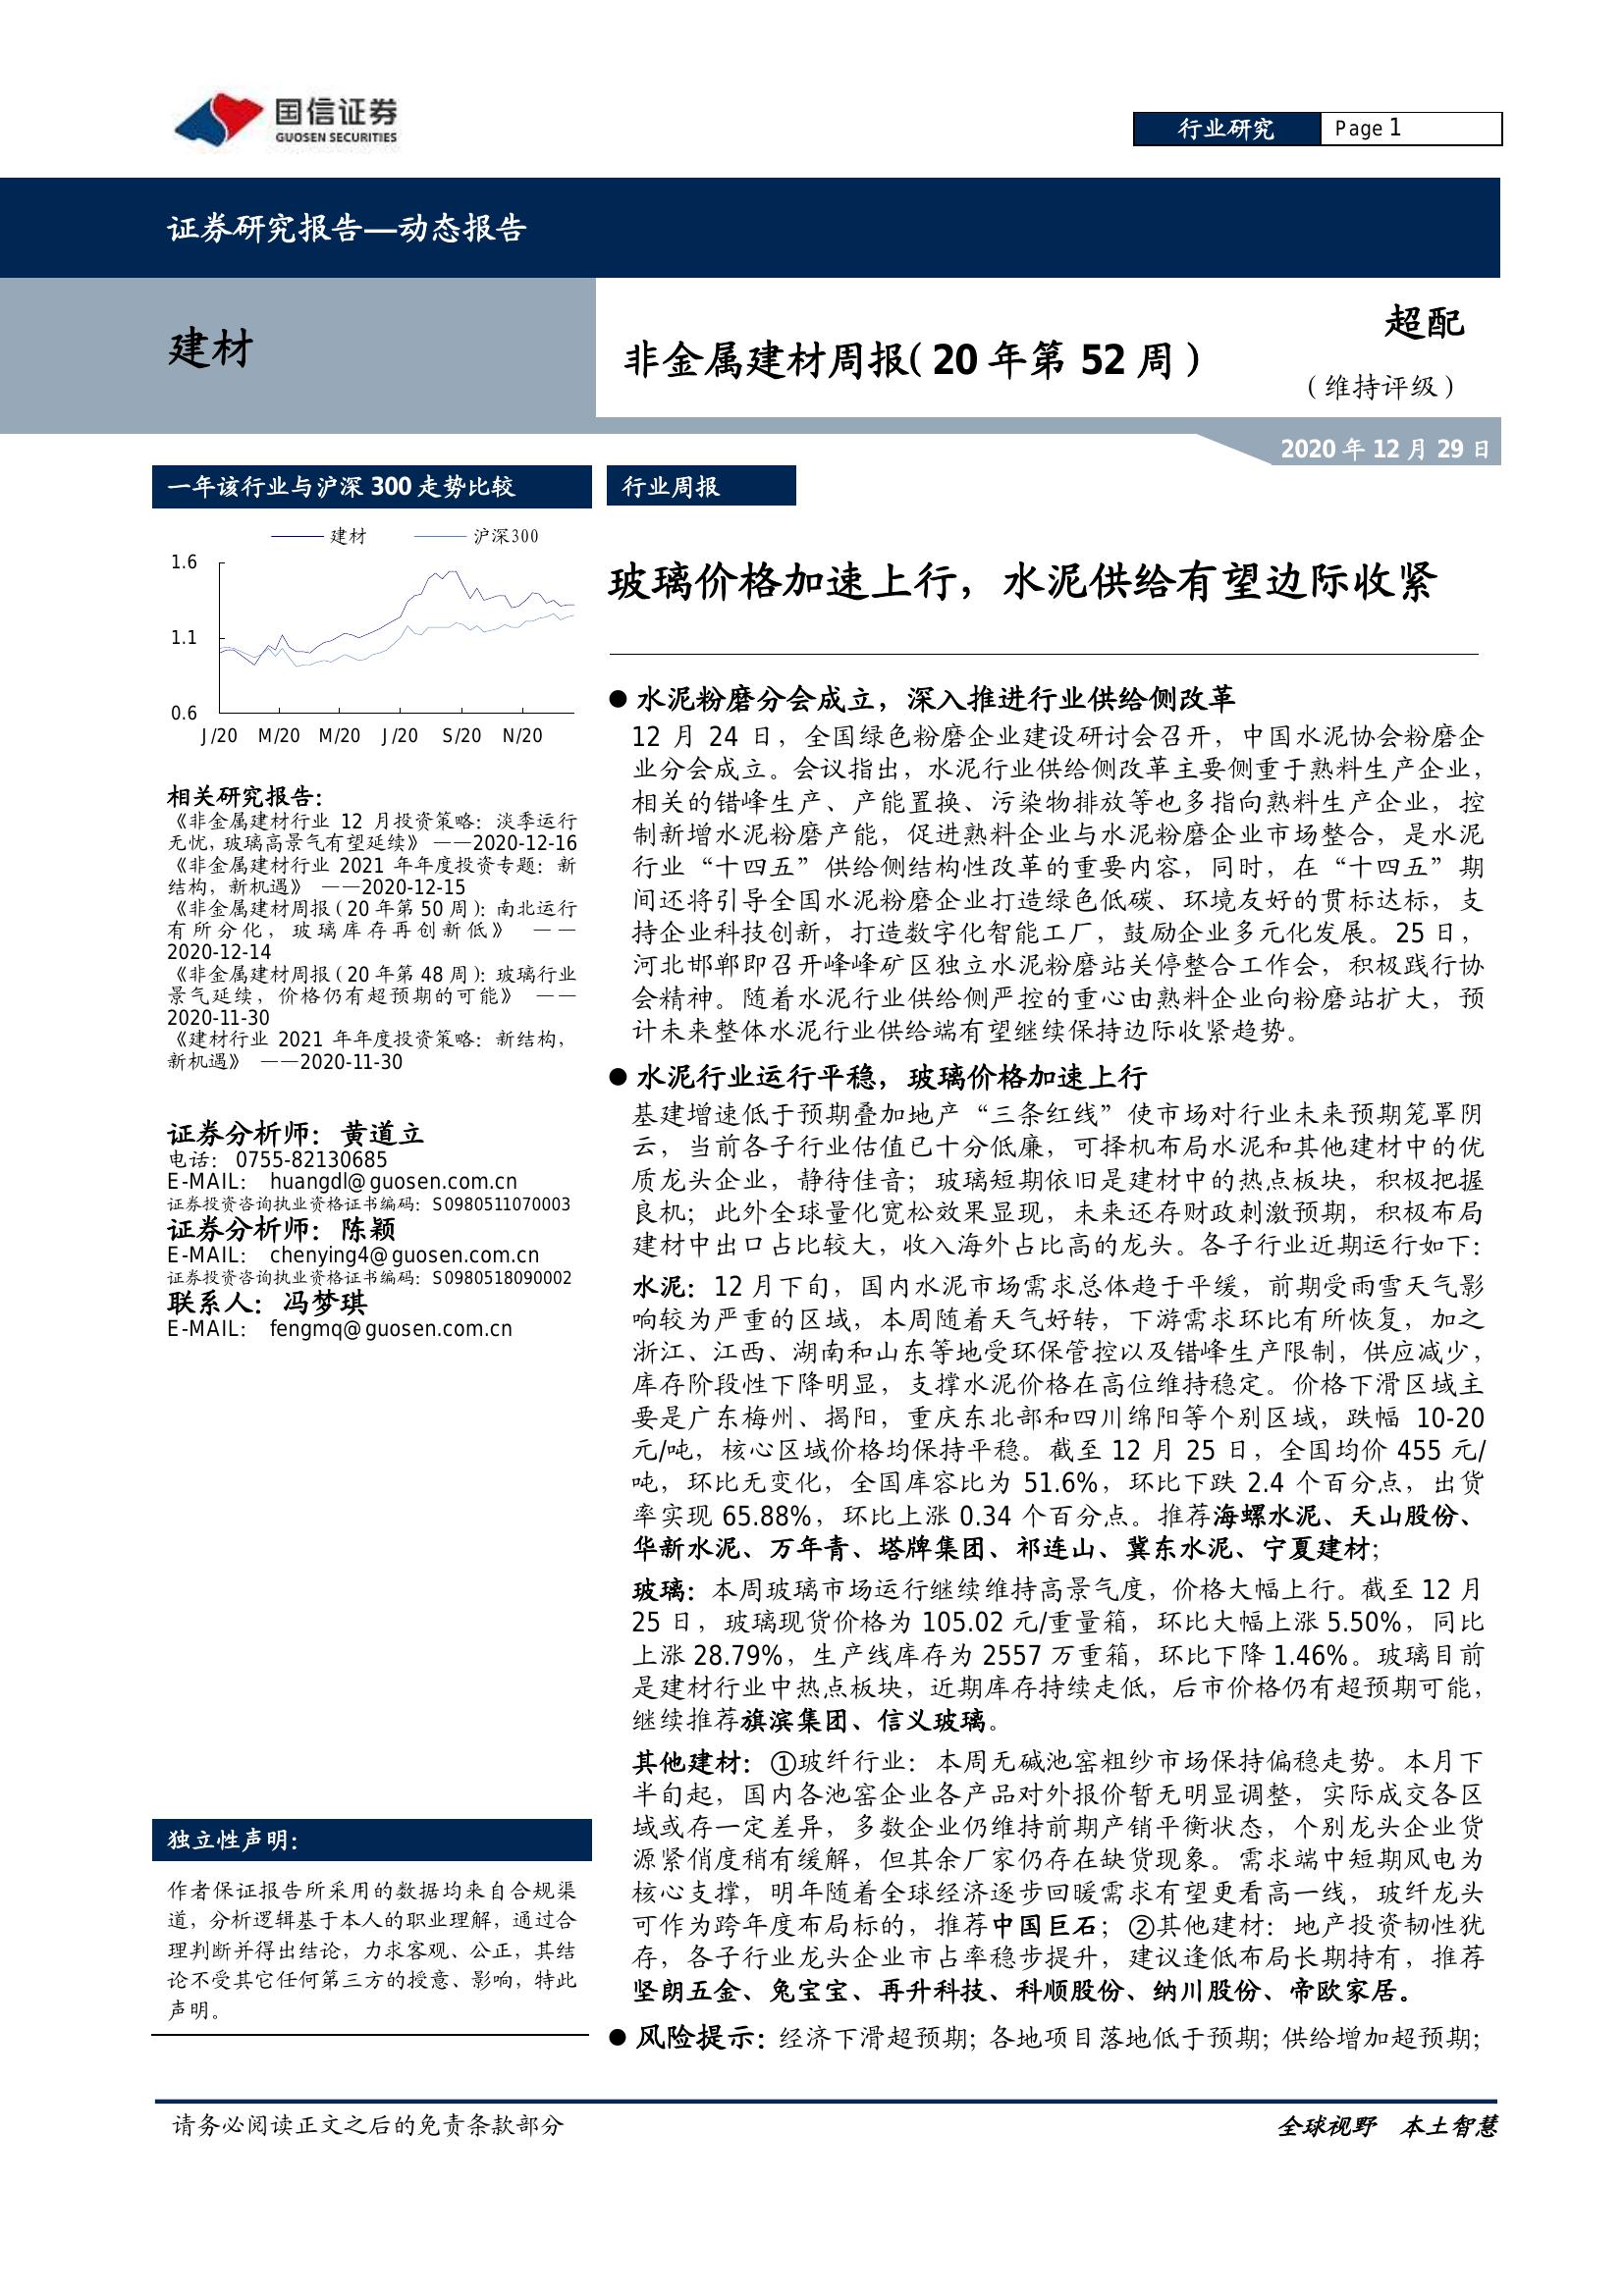 国信证券
GUOSEN SECURITIES
行业研究
Page 1
证券研究报告—动态报告
建材
非金属建材周报(20 年第 52 周)
超配
(维持评级)
2020 年 12 月 29 日
一年该行业与沪深 300 走势比较
建材
沪深300
1.6
1.1
0.6
J/20 M/20 M/20 J/20 S/20 N/20
相关研究报告:
《非金属建材行业 12 月投资策略:淡季运行
无忧,玻璃高景气有望延续》 ——2020-12-16
《非金属建材行业 2021 年年度投资专题:新
结构,新机遇》 ——2020-12-15
《非金属建材周报(20 年第 50 周):南北运行
有所分化,玻璃库存再创新低》 ——
2020-12-14
《非金属建材周报(20 年第 48 周):玻璃行业
景气延续,价格仍有超预期的可能》 ——
2020-11-30
《建材行业 2021 年年度投资策略:新结构,
新机遇》 ——2020-11-30
证券分析师:黄道立
电话: 0755-82130685
E-MAIL: huangdl@guosen.com.cn
证券投资咨询执业资格证书编码:S0980511070003
证券分析师:陈颖
E-MAIL: chenying4@guosen.com.cn
证券投资咨询执业资格证书编码:S0980518090002
联系人:冯梦琪
E-MAIL: fengmq@guosen.com.cn
独立性声明:
作者保证报告所采用的数据均来自合规渠
道,分析逻辑基于本人的职业理解,通过合
理判断并得出结论,力求客观、公正,其结
论不受其它任何第三方的授意、影响,特此
声明。
行业周报
玻璃价格加速上行,水泥供给有望边际收紧
● 水泥粉磨分会成立,深入推进行业供给侧改革
12 月 24 日,全国绿色粉磨企业建设研讨会召开,中国水泥协会粉磨企
业分会成立。会议指出,水泥行业供给侧改革主要侧重于熟料生产企业,
相关的错峰生产、产能置换、污染物排放等也多指向熟料生产企业,控
制新增水泥粉磨产能,促进熟料企业与水泥粉磨企业市场整合,是水泥
行业“十四五”供给侧结构性改革的重要内容,同时,在“十四五”期
间还将引导全国水泥粉磨企业打造绿色低碳、环境友好的贯标达标,支
持企业科技创新,打造数字化智能工厂,鼓励企业多元化发展。25 日,
河北邯郸即召开峰峰矿区独立水泥粉磨站关停整合工作会,积极践行协
会精神。随着水泥行业供给侧严控的重心由熟料企业向粉磨站扩大,预
计未来整体水泥行业供给端有望继续保持边际收紧趋势。
● 水泥行业运行平稳,玻璃价格加速上行
基建增速低于预期叠加地产“三条红线”使市场对行业未来预期笼罩阴
云,当前各子行业估值已十分低廉,可择机布局水泥和其他建材中的优
质龙头企业,静待佳音;玻璃短期依旧是建材中的热点板块,积极把握
良机;此外全球量化宽松效果显现,未来还存财政刺激预期,积极布局
建材中出口占比较大,收入海外占比高的龙头。各子行业近期运行如下:
水泥:12 月下旬,国内水泥市场需求总体趋于平缓,前期受雨雪天气影
响较为严重的区域,本周随着天气好转,下游需求环比有所恢复,加之
浙江、江西、湖南和山东等地受环保管控以及错峰生产限制,供应减少,
库存阶段性下降明显,支撑水泥价格在高位维持稳定。价格下滑区域主
要是广东梅州、揭阳,重庆东北部和四川绵阳等个别区域,跌幅 10-20
元/吨,核心区域价格均保持平稳。截至 12 月 25 日,全国均价 455 元/
吨,环比无变化,全国库容比为 51.6%,环比下跌 2.4 个百分点,出货
率实现 65.88%,环比上涨 0.34 个百分点。推荐海螺水泥、天山股份、
华新水泥、万年青、塔牌集团、祁连山、冀东水泥、宁夏建材;
玻璃:本周玻璃市场运行继续维持高景气度,价格大幅上行。截至 12 月
25 日,玻璃现货价格为 105.02 元/重量箱,环比大幅上涨 5.50%,同比
上涨 28.79%,生产线库存为 2557 万重箱,环比下降 1.46%。玻璃目前
是建材行业中热点板块,近期库存持续走低,后市价格仍有超预期可能,
继续推荐旗滨集团、信义玻璃。
其他建材:①玻纤行业:本周无碱池窑粗纱市场保持偏稳走势。本月下
半旬起,国内各池窑企业各产品对外报价暂无明显调整,实际成交各区
域或存一定差异,多数企业仍维持前期产销平衡状态,个别龙头企业货
源紧俏度稍有缓解,但其余厂家仍存在缺货现象。需求端中短期风电为
核心支撑,明年随着全球经济逐步回暖需求有望更看高一线,玻纤龙头
可作为跨年度布局标的,推荐中国巨石;②其他建材:地产投资韧性犹
存,各子行业龙头企业市占率稳步提升,建议逢低布局长期持有,推荐
坚朗五金、兔宝宝、再升科技、科顺股份、纳川股份、帝欧家居。
● 风险提示:经济下滑超预期;各地项目落地低于预期;供给增加超预期;
请务必阅读正文之后的免责条款部分
全球视野 本土智慧